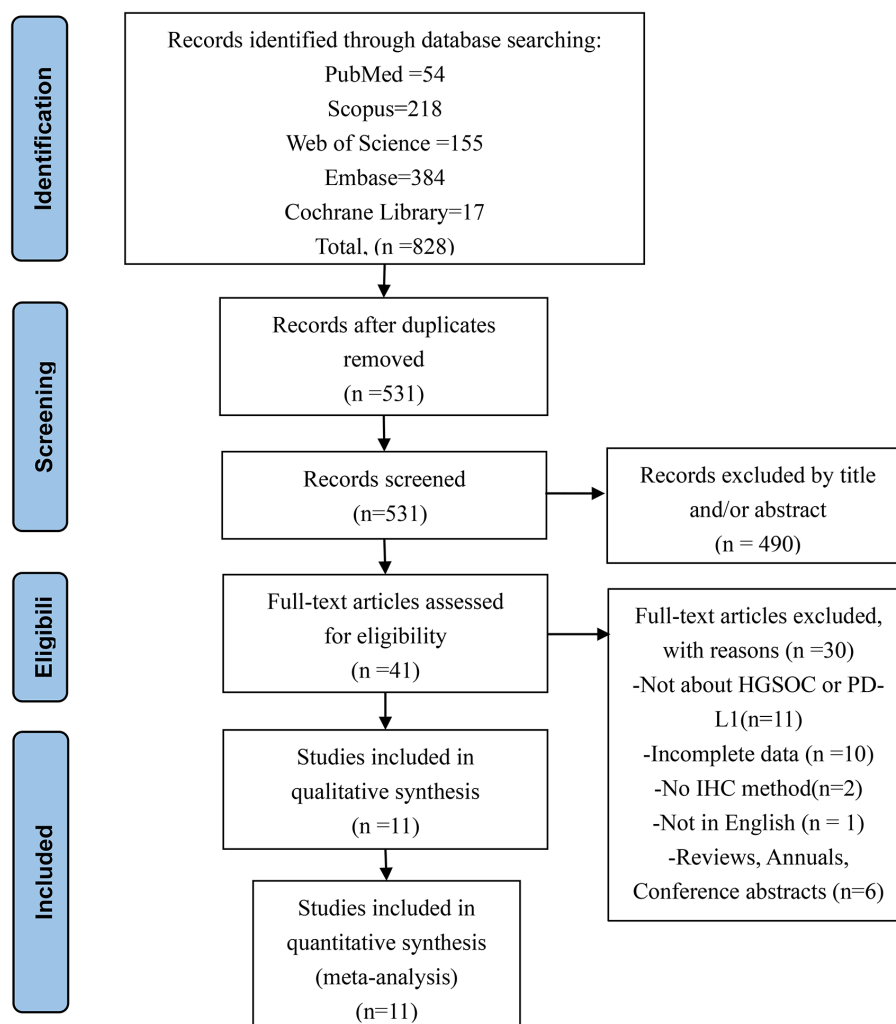 Identification
Records identified through database searching:
PubMed =54
Scopus=218
Web of Science =155
Embase=384
Cochrane Library=17
Total, (n =828)
Screening
Records after duplicates
removed
(n =531)
Records screened
(n=531)
Records excluded by title
and/or abstract
(n = 490)
Eligibili
Full-text articles assessed
for eligibility
(n =41)
Full-text articles excluded,
with reasons (n =30)
-Not about HGSOC or PD-
L1(n=11)
-Incomplete data (n =10)
-No IHC method(n=2)
-Not in English (n = 1)
-Reviews, Annuals,
Conference abstracts (n=6)
Included
Studies included in
qualitative synthesis
(n =11)
Studies included in
quantitative synthesis
(meta-analysis)
(n=11)